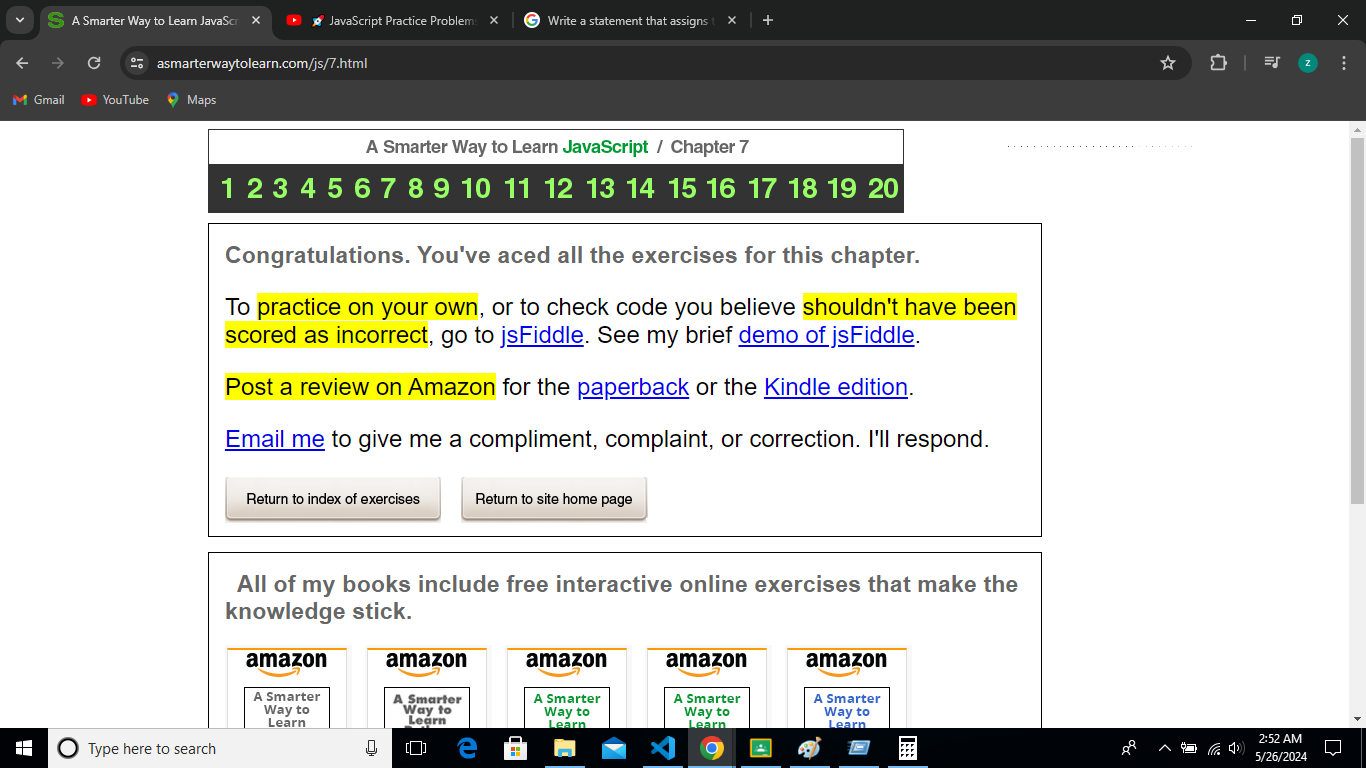 A Smarter Way to Learn JavaSc
🚀 JavaScript Practice Problems
Write a statement that assigns t
asmarterwaytolearn.com/js/7.html
z
Gmail
YouTube
Maps
A Smarter Way to Learn JavaScript / Chapter 7
1 2 3 4 5 6 7 8 9 10 11 12 13 14 15 16 17 18 19 20
Congratulations. You've aced all the exercises for this chapter.
To practice on your own, or to check code you believe shouldn't have been
scored as incorrect, go to jsFiddle. See my brief demo of jsFiddle.
Post a review on Amazon for the paperback or the Kindle edition.
Email me to give me a compliment, complaint, or correction. I'll respond.
Return to index of exercises
Return to site home page
All of my books include free interactive online exercises that make the
knowledge stick.
amazon amazon amazon amazon amazon
A Smarter A Smarter A Smarter A Smarter A Smarter
Way to Way to Way to Way to Way to
Learn Learn Learn Learn Learn
Type here to search
2:52 AM
5/26/2024